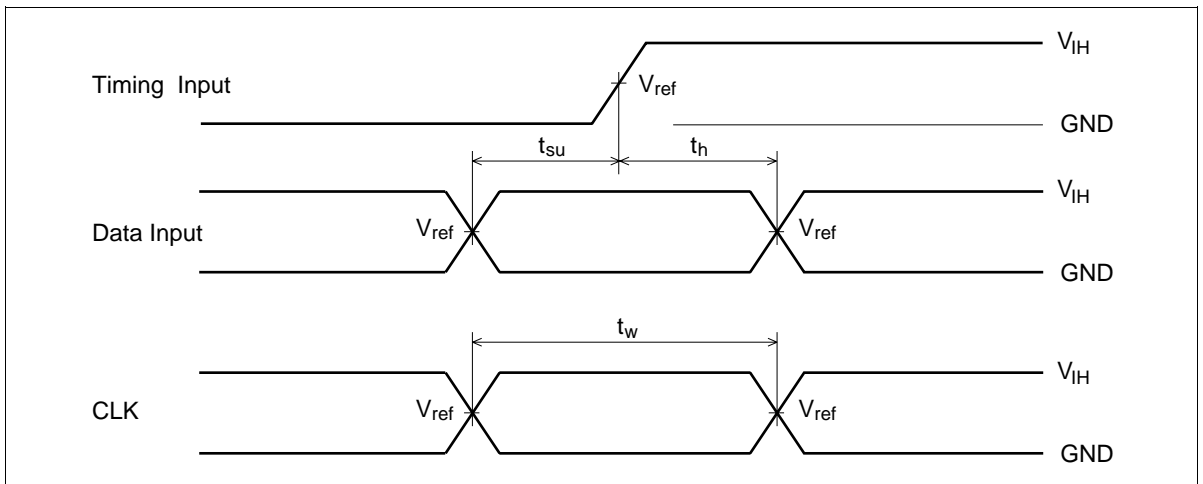 V_IH
Timing Input
V_ref
GND
t_su
t_h
V_IH
Data Input
V_ref
V_ref
GND
t_w
V_IH
CLK
V_ref
V_ref
GND